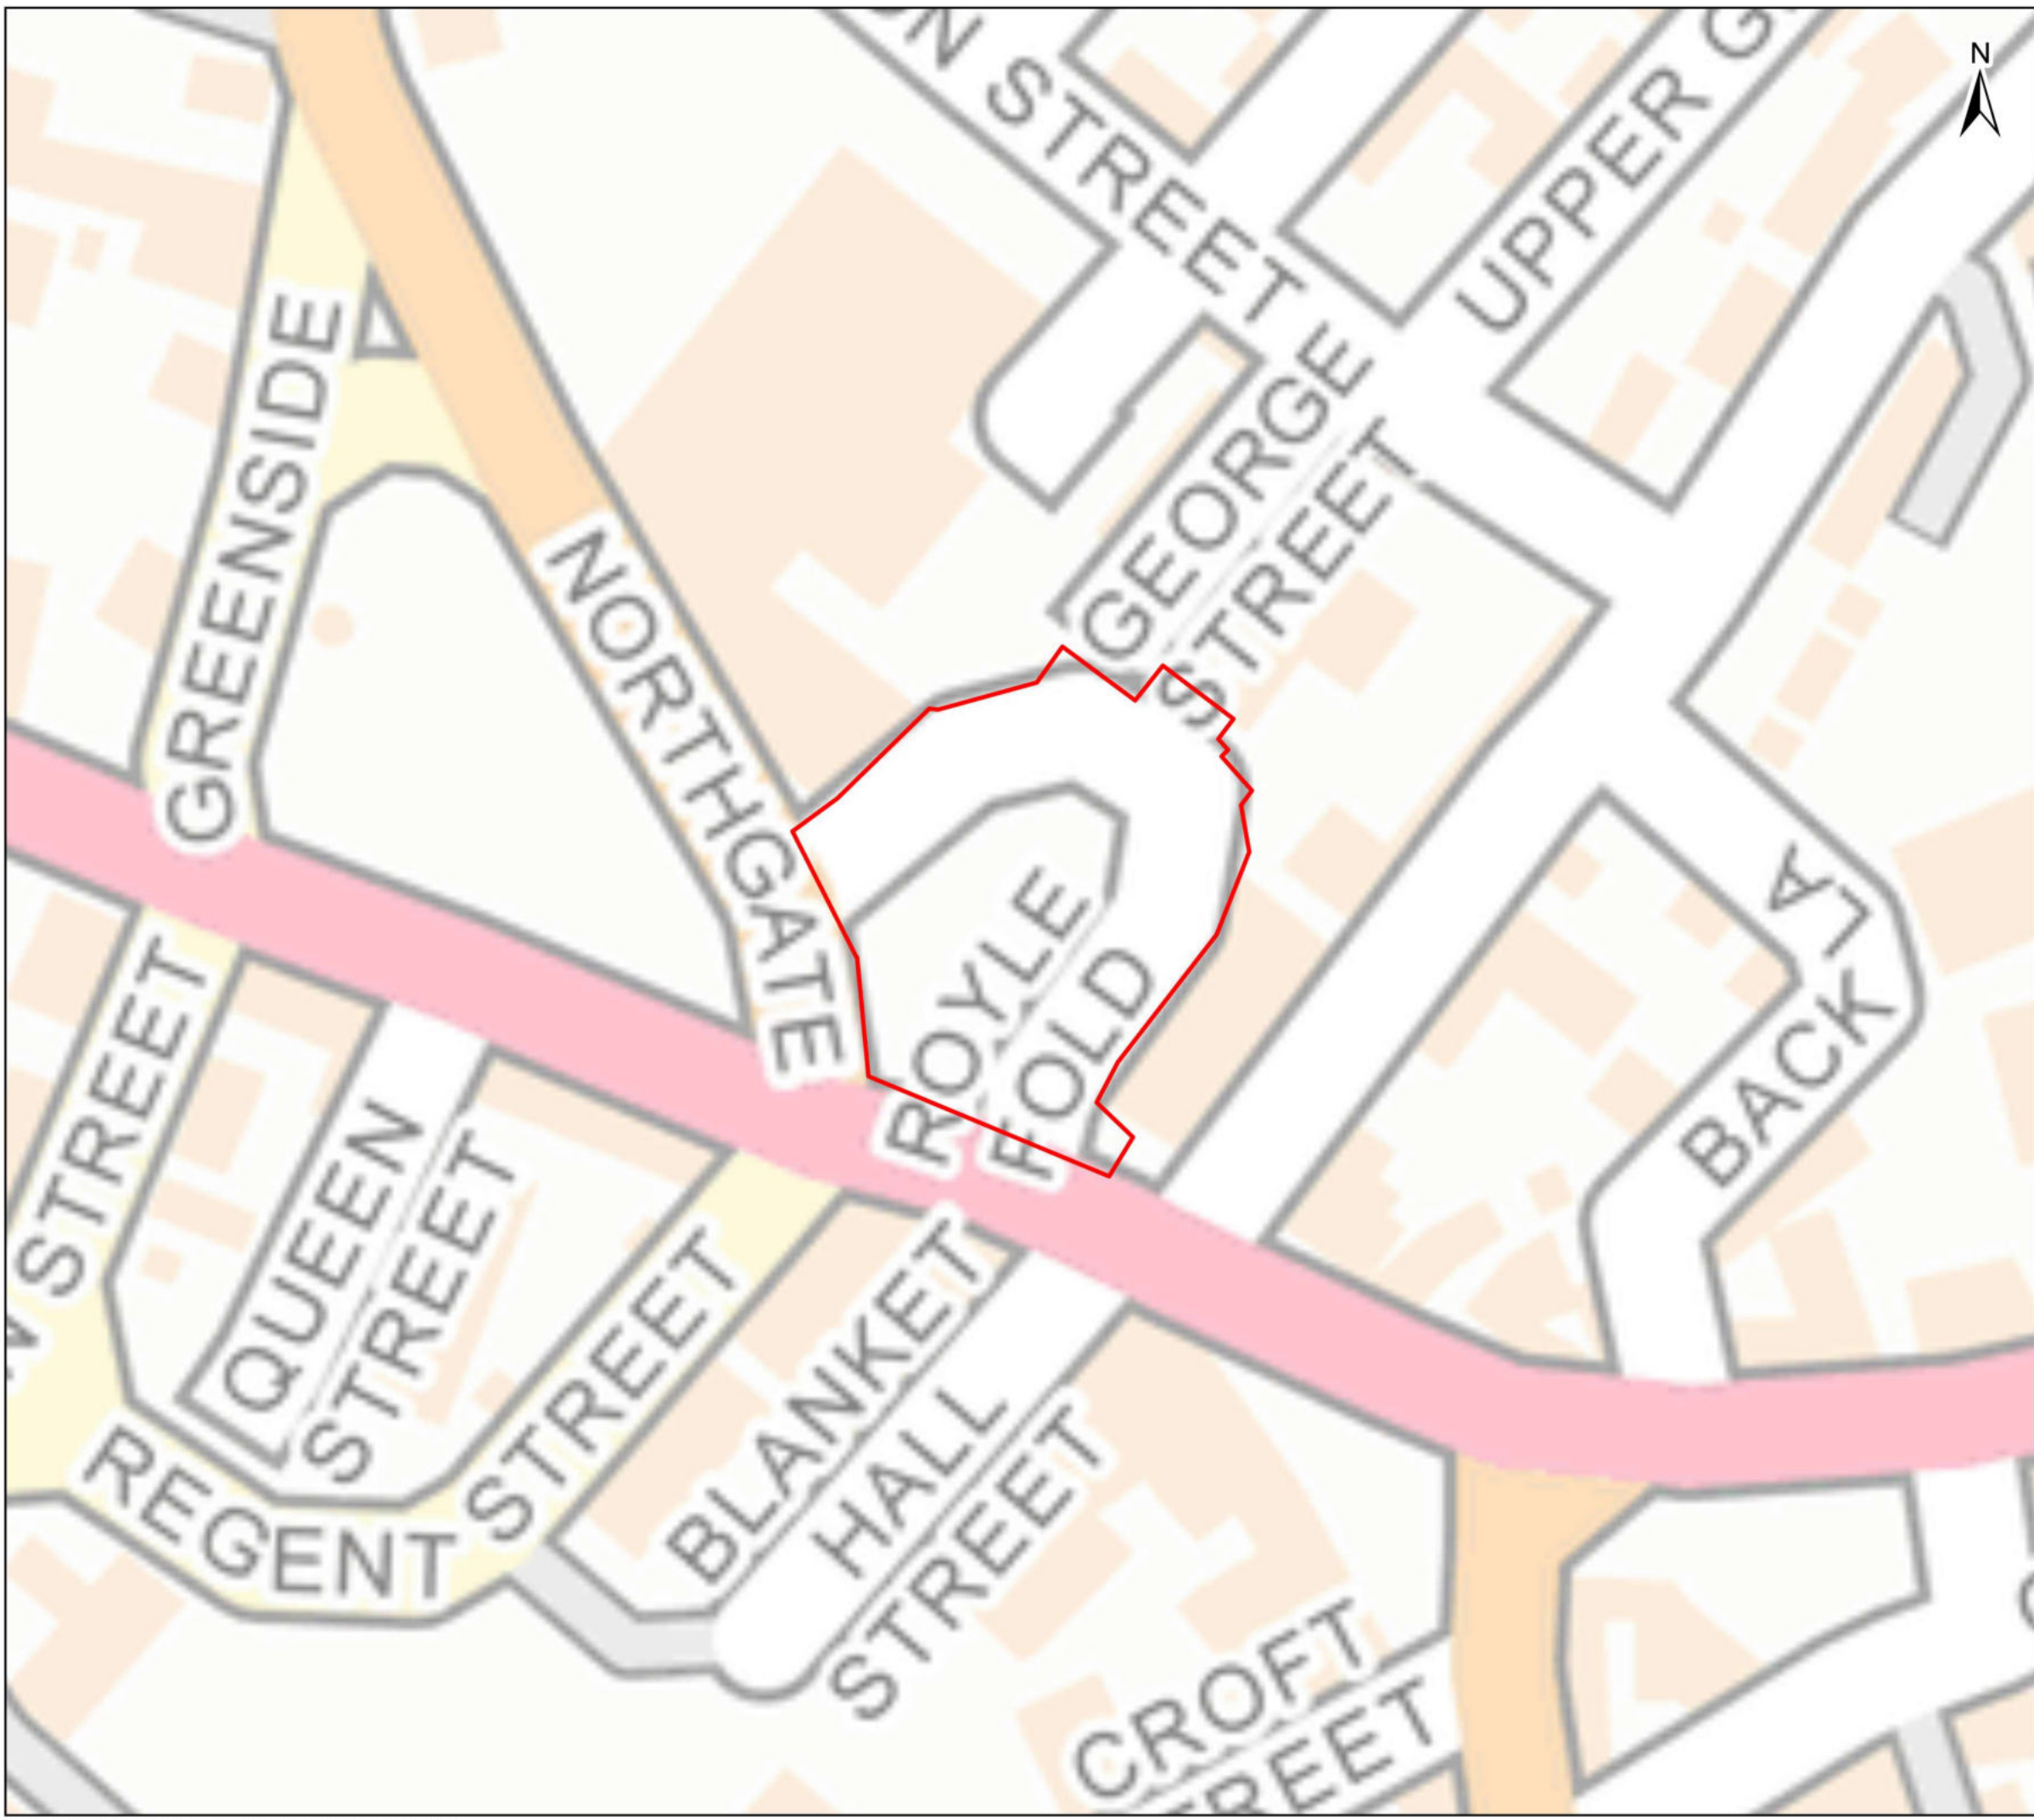 N
STREET
UPPER
GEORGE
STREET
GREENSIDE
NORTHGATE
ROYLE
FOLD
LA
BACK
STREET
QUEEN
STREET
REGENT STREET
BLANKET
HALL
STREET
CROFT